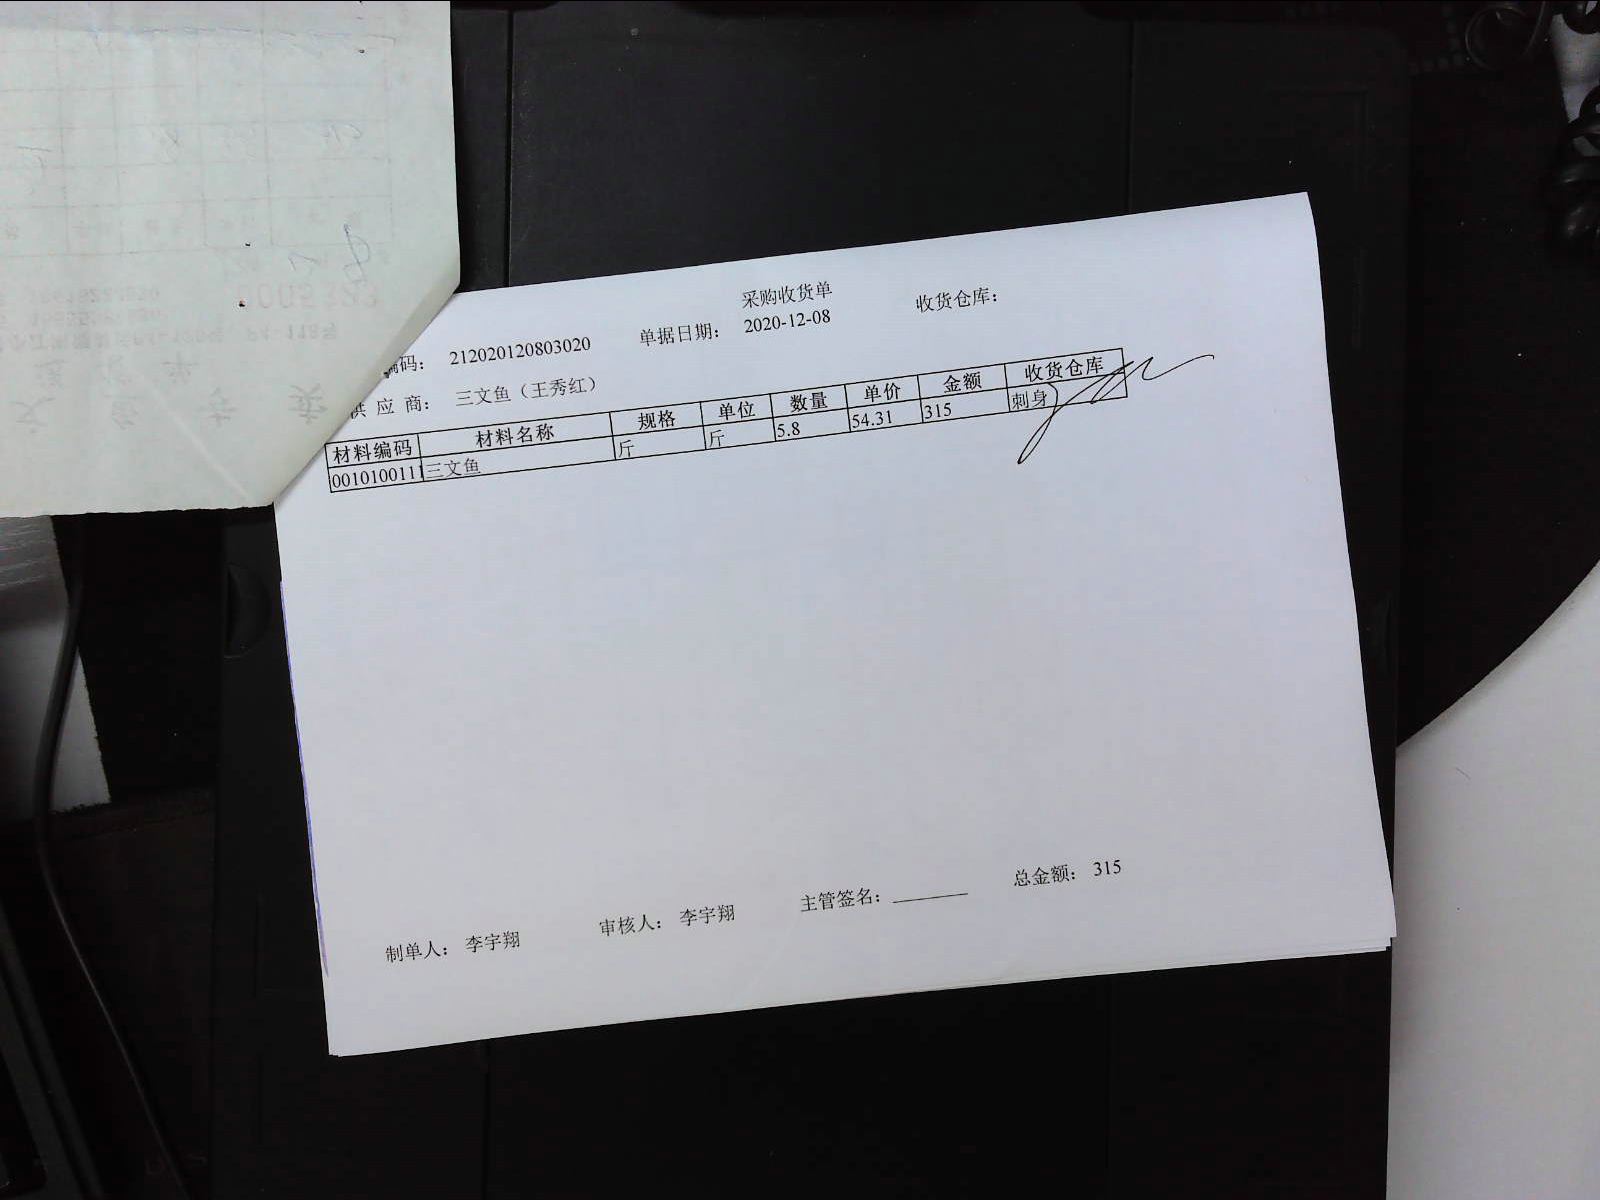 采购收货单
编码： 212020120803020 单据日期： 2020-12-08 收货仓库：
供 应 商： 三文鱼（王秀红）
材料编码 材料名称 规格 单位 数量 单价 金额 收货仓库
0010100111 三文鱼 斤 斤 5.8 54.31 315 刺身
制单人： 李宇翔 审核人： 李宇翔 主管签名： 总金额： 315